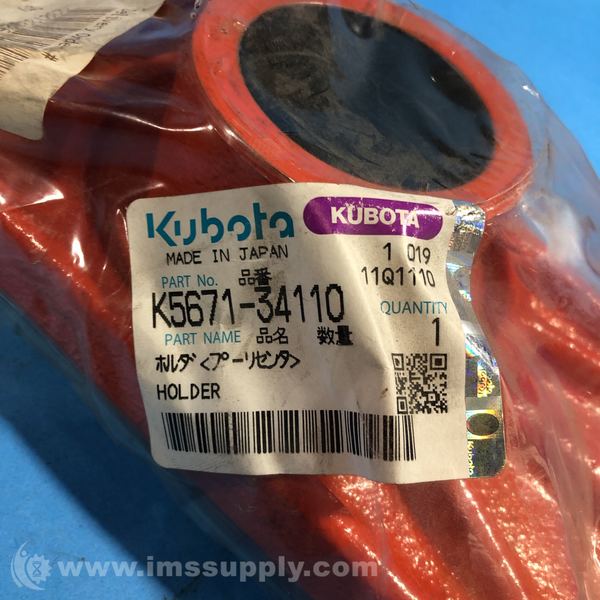 Kubota KUBOTA
MADE IN JAPAN 1 019
PART No. 品番 11Q1110
K5671-34110 QUANTITY
PART NAME 品名 数量 1
ホルダ<プーリセンタ>
HOLDER
Kubota
www.imssupply.com